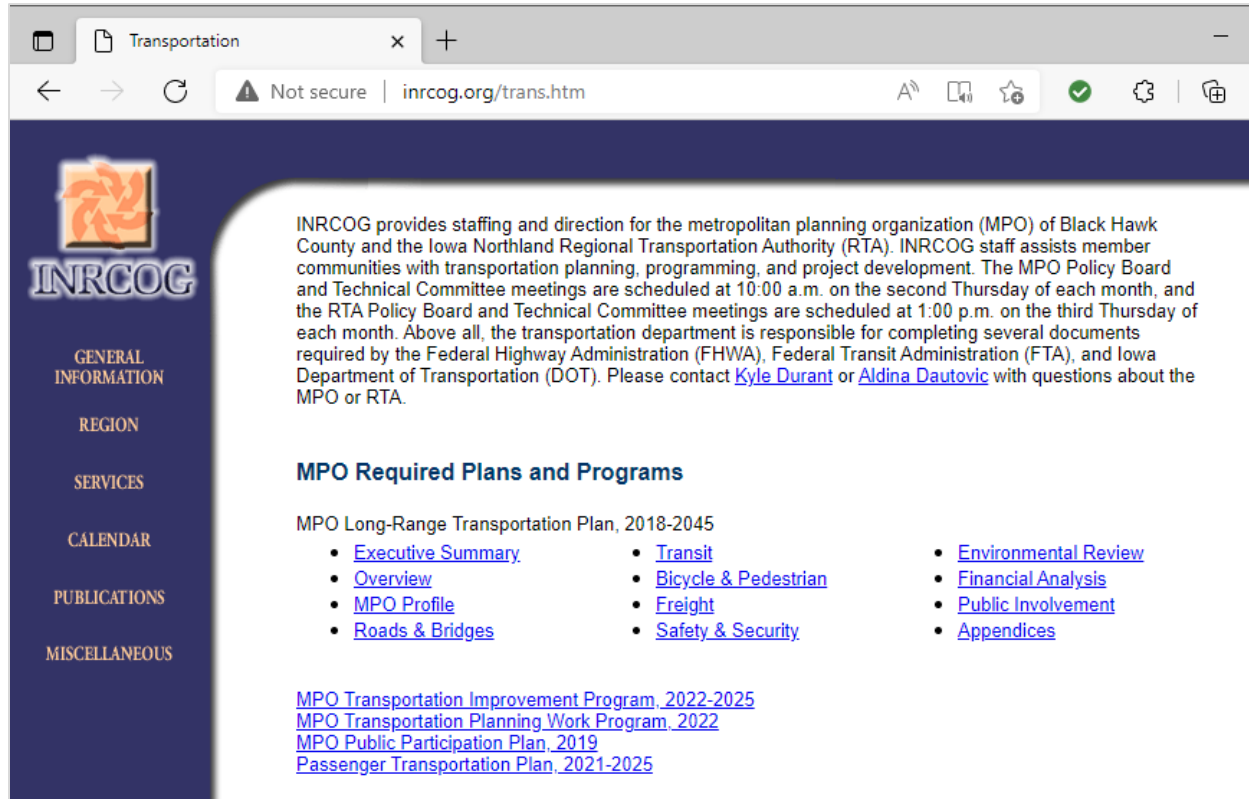 Transportation
Not secure | inrcog.org/trans.htm
INRCOG
GENERAL
INFORMATION
REGION
SERVICES
CALENDAR
PUBLICATIONS
MISCELLANEOUS
INRCOG provides staffing and direction for the metropolitan planning organization (MPO) of Black Hawk
County and the Iowa Northland Regional Transportation Authority (RTA). INRCOG staff assists member
communities with transportation planning, programming, and project development. The MPO Policy Board
and Technical Committee meetings are scheduled at 10:00 a.m. on the second Thursday of each month, and
the RTA Policy Board and Technical Committee meetings are scheduled at 1:00 p.m. on the third Thursday of
each month. Above all, the transportation department is responsible for completing several documents
required by the Federal Highway Administration (FHWA), Federal Transit Administration (FTA), and Iowa
Department of Transportation (DOT). Please contact Kyle Durant or Aldina Dautovic with questions about the
MPO or RTA.
MPO Required Plans and Programs
MPO Long-Range Transportation Plan, 2018-2045
• Executive Summary
• Overview
• MPO Profile
• Roads & Bridges
• Transit
• Bicycle & Pedestrian
• Freight
• Safety & Security
• Environmental Review
• Financial Analysis
• Public Involvement
• Appendices
MPO Transportation Improvement Program, 2022-2025
MPO Transportation Planning Work Program, 2022
MPO Public Participation Plan, 2019
Passenger Transportation Plan, 2021-2025